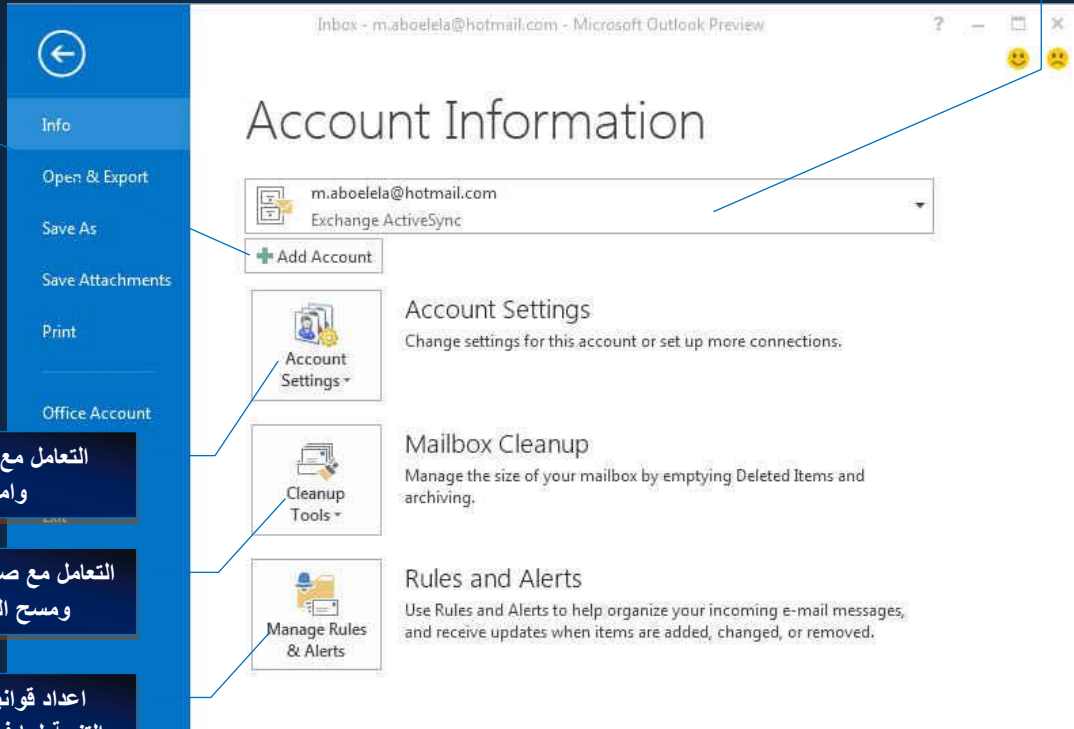 Inbox - m.aboelela@hotmail.com - Microsoft Outlook Preview
?
Info
Open & Export
Save As
Save Attachments
Print
Office Account
Account Information
m.aboelela@hotmail.com
Exchange ActiveSync
Add Account
Account Settings
Account Settings
Change settings for this account or set up more connections.
Cleanup Tools
Mailbox Cleanup
Manage the size of your mailbox by emptying Deleted Items and
archiving.
Manage Rules
& Alerts
Rules and Alerts
Use Rules and Alerts to help organize your incoming e-mail messages,
and receive updates when items are added, changed, or removed.
التعامل مع
التعامل مع
ومسح
اعداد